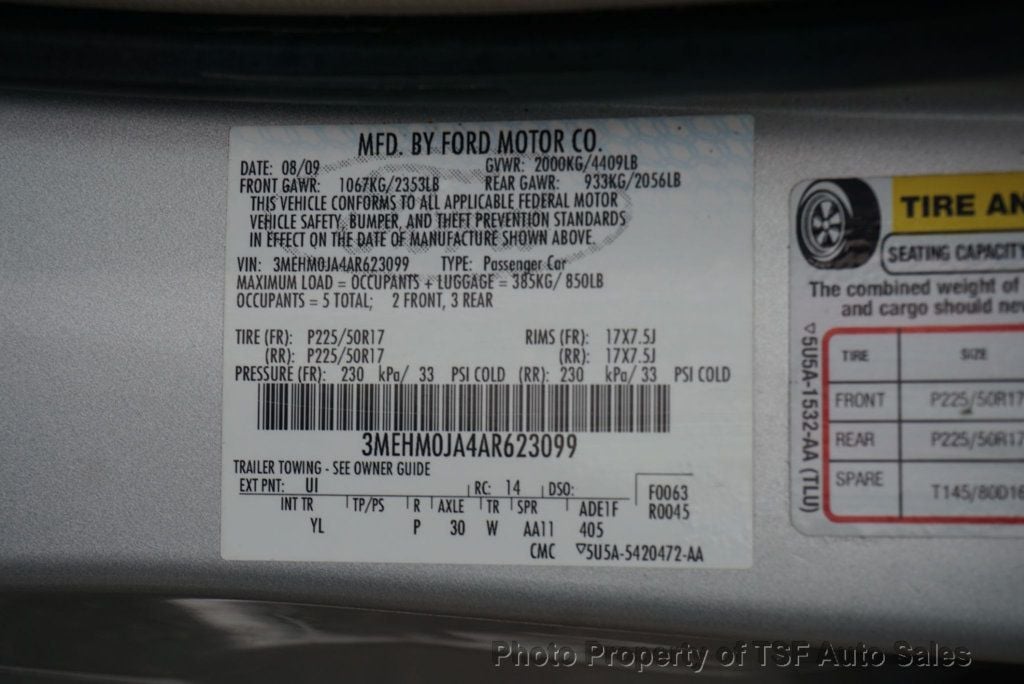 MFD. BY FORD MOTOR CO.
DATE: 08/09 GVWR: 2000KG/4409LB
FRONT GAWR: 1067KG/2353LB REAR GAWR: 933KG/2056LB
THIS VEHICLE CONFORMS TO ALL APPLICABLE FEDERAL MOTOR
VEHICLE SAFETY, BUMPER, AND THEFT PREVENTION STANDARDS
IN EFFECT ON THE DATE OF MANUFACTURE SHOWN ABOVE.
VIN: 3MEHM0JA4AR623099 TYPE: Passenger Car
MAXIMUM LOAD = OCCUPANTS + LUGGAGE = 385KG/ 850LB
OCCUPANTS = 5 TOTAL; 2 FRONT, 3 REAR
TIRE (FR): P225/50R17 RIMS (FR): 17X7.5J
(RR): P225/50R17 (RR): 17X7.5J
PRESSURE (FR): 230 kPa/ 33 PSI COLD (RR): 230 kPa/ 33 PSI COLD
3MEHM0JA4AR623099
TRAILER TOWING - SEE OWNER GUIDE
EXT PNT: UI RC: 14 DSO: F0063
INT TR TP/PS R AXLE TR SPR ADE1F R0045
YL P 30 W AA11 405
CMC ▽5U5A-5420472-AA
TIRE AN
SEATING CAPACITY
The combined weight of
and cargo should nev
▽5U5A-1532-AA (TLU)
TIRE SIZE
FRONT P225/50R17
REAR P225/50R17
SPARE T145/80D16
Photo Property of TSF Auto Sales